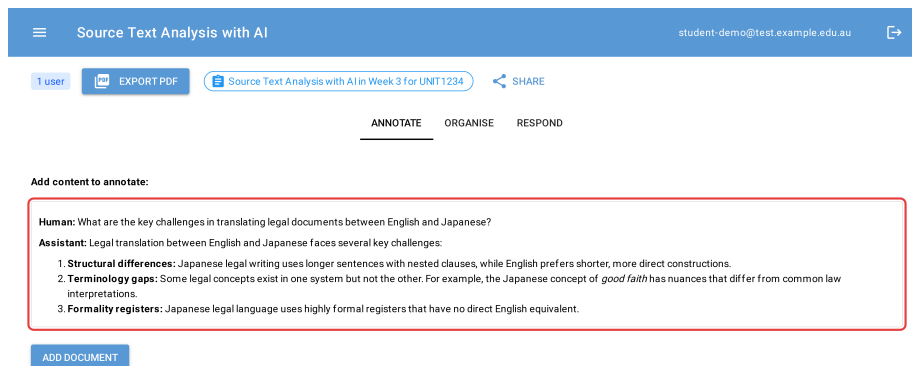 Source Text Analysis with AI
student-demo@test.example.edu.au
1 user
PDF
EXPORT PDF
Source Text Analysis with AI in Week 3 for UNIT1234
SHARE
ANNOTATE
ORGANISE
RESPOND
Add content to annotate:
Human: What are the key challenges in translating legal documents between English and Japanese?
Assistant: Legal translation between English and Japanese faces several key challenges:
1. Structural differences: Japanese legal writing uses longer sentences with nested clauses, while English prefers shorter, more direct constructions.
2. Terminology gaps: Some legal concepts exist in one system but not the other. For example, the Japanese concept of good faith has nuances that differ from common law
interpretations.
3. Formality registers: Japanese legal language uses highly formal registers that have no direct English equivalent.
ADD DOCUMENT